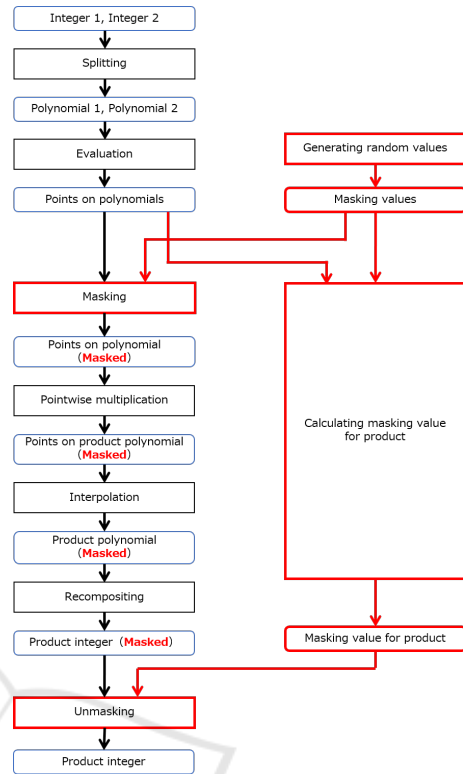 Integer 1, Integer 2
Splitting
Polynomial 1, Polynomial 2
Evaluation
Points on polynomials
Generating random values
Masking values
Masking
Points on polynomial
（Masked）
Pointwise multiplication
Points on product polynomial
（Masked）
Interpolation
Product polynomial
（Masked）
Recompositing
Product integer（Masked）
Calculating masking value
for product
Masking value for product
Unmasking
Product integer